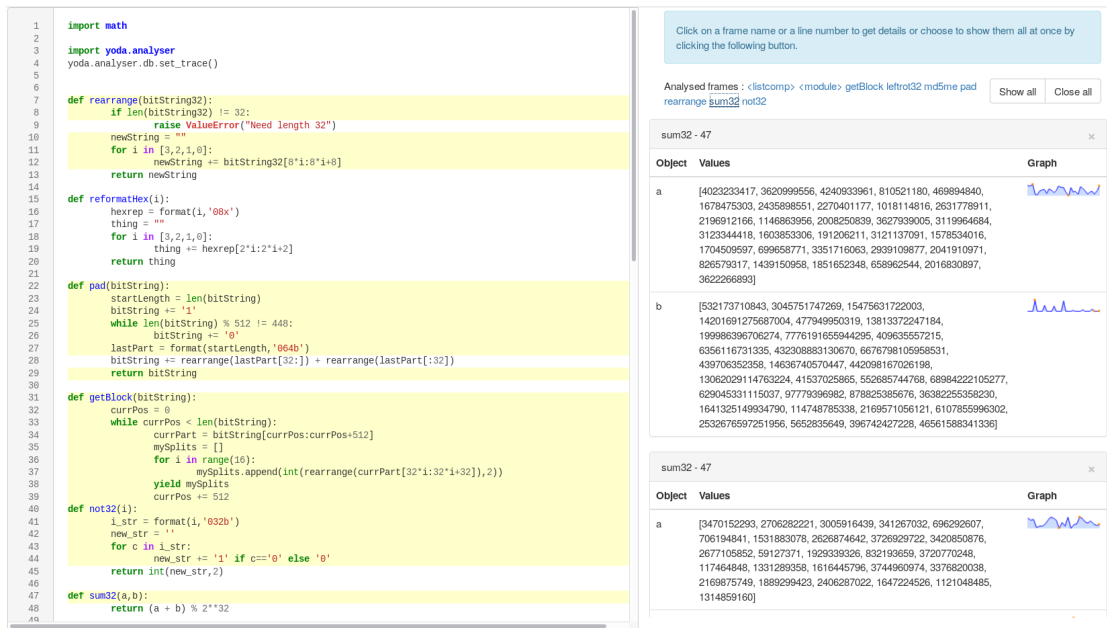 1 import math
2
3 import yoda.analyser
4 yoda.analyser.db.set_trace()
5
6
7 def rearrange(bitString32):
8 if len(bitString32) != 32:
9 raise ValueError("Need length 32")
10 newString = ""
11 for i in [3,2,1,0]:
12 newString += bitString32[8*i:8*i+8]
13 return newString
14
15 def reformatHex(i):
16 hexrep = format(i,'08x')
17 thing = ""
18 for i in [3,2,1,0]:
19 thing += hexrep[2*i:2*i+2]
20 return thing
21
22 def pad(bitString):
23 startLength = len(bitString)
24 bitString += '1'
25 while len(bitString) % 512 != 448:
26 bitString += '0'
27 lastPart = format(startLength,'064b')
28 bitString += rearrange(lastPart[32:]) + rearrange(lastPart[:32])
29 return bitString
30
31 def getBlock(bitString):
32 currPos = 0
33 while currPos < len(bitString):
34 currPart = bitString[currPos:currPos+512]
35 mySplits = []
36 for i in range(16):
37 mySplits.append(int(rearrange(currPart[32*i:32*i+32]),2))
38 yield mySplits
39 currPos += 512
40 def not32(i):
41 i_str = format(i,'032b')
42 new_str = ''
43 for c in i_str:
44 new_str += '1' if c=='0' else '0'
45 return int(new_str,2)
46
47 def sum32(a,b):
48 return (a + b) % 2**32
49
Click on a frame name or a line number to get details or choose to show them all at once by
clicking the following button.
Analysed frames : <listcomp> <module> getBlock leftrot32 md5me pad
rearrange sum32 not32
Show all Close all
sum32 - 47 ×
Object Values Graph
a [4023233417, 3620999556, 4240933961, 810521180, 469894840,
1678475303, 2435898551, 2270401177, 1018114816, 2631778911,
2196912166, 1146863956, 2008250839, 3627939005, 3119964684,
3123344418, 1603853306, 191206211, 3121137091, 1578534016,
1704509597, 699658771, 3351716063, 2939109877, 2041910971,
826579317, 1439150958, 1851652348, 658962544, 2016830897,
3622266893]
b [532173710843, 3045751747269, 15475631722003,
14201691275687004, 477949950319, 13813372247184,
199986396706274, 7776191655944295, 409635557215,
6356116731335, 432308883130670, 6676798105958531,
439706352358, 14636740570447, 442098167026198,
13062029114763224, 41537025865, 552685744768, 68984222105277,
629045331115037, 97779396982, 878825385676, 36382255358230,
1641325149934790, 114748785338, 2169571056121, 6107855996302,
2532676597251956, 5652835649, 396742427228, 46561588341336]
sum32 - 47 ×
Object Values Graph
a [3470152293, 2706282221, 3005916439, 341267032, 696292607,
706194841, 1531883078, 2626874642, 3726929722, 3420850876,
2677105852, 59127371, 1929339326, 832193659, 3720770248,
117464848, 1331289358, 1616445796, 3744960974, 3376820038,
2169875749, 1889299423, 2406287022, 1647224526, 1121048485,
1314859160]